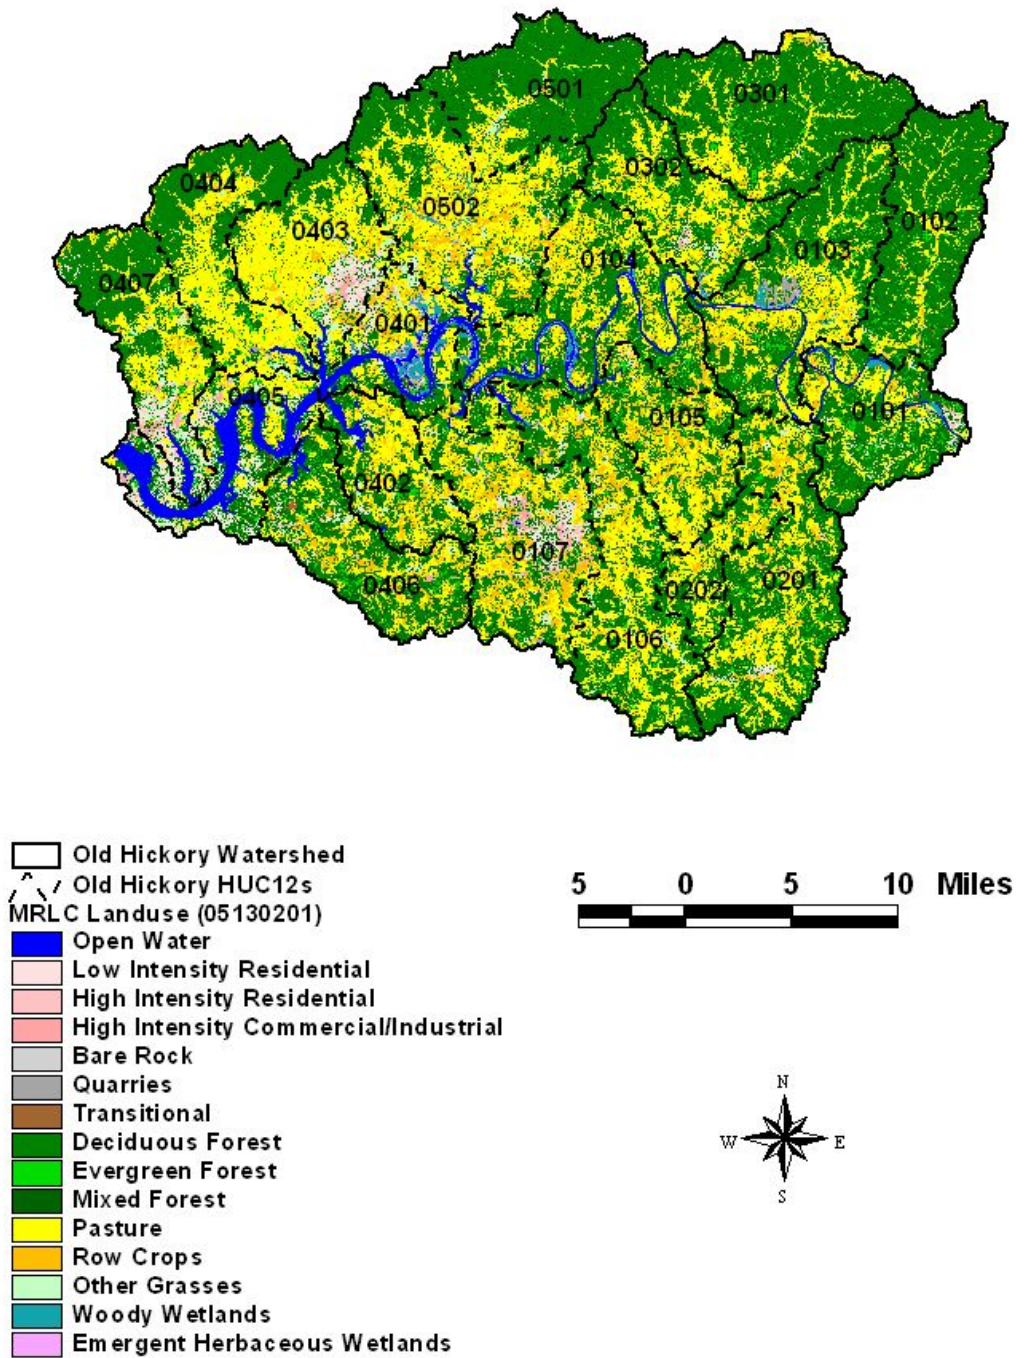 0501
0301
0302
0404
0502
0102
0403
0103
0104
0407
0401
0405
0101
0105
0402
0107
0406
0202
0201
0106
Old Hickory Watershed
Old Hickory HUC12s
MRLC Landuse (05130201)
Open Water
Low Intensity Residential
High Intensity Residential
High Intensity Commercial/Industrial
Bare Rock
Quarries
Transitional
Deciduous Forest
Evergreen Forest
Mixed Forest
Pasture
Row Crops
Other Grasses
Woody Wetlands
Emergent Herbaceous Wetlands
5 0 5 10 Miles
N
W E
S